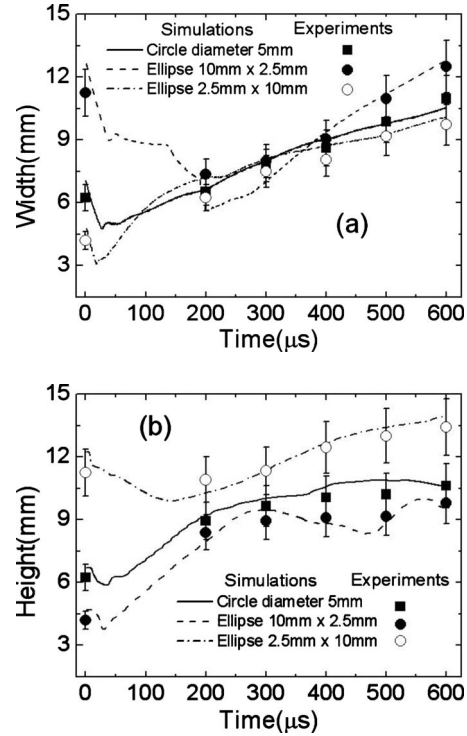 15
Simulations Experiments
Circle diameter 5mm
12
Ellipse 10mm x 2.5mm
Ellipse 2.5mm x 10mm
9
6
(a)
3
Width(mm)
0 100 200 300 400 500 600
Time(μs)
15
(b)
12
9
6
Simulations Experiments
Circle diameter 5mm
3
Ellipse 10mm x 2.5mm
Ellipse 2.5mm x 10mm
Height(mm)
0 100 200 300 400 500 600
Time(μs)